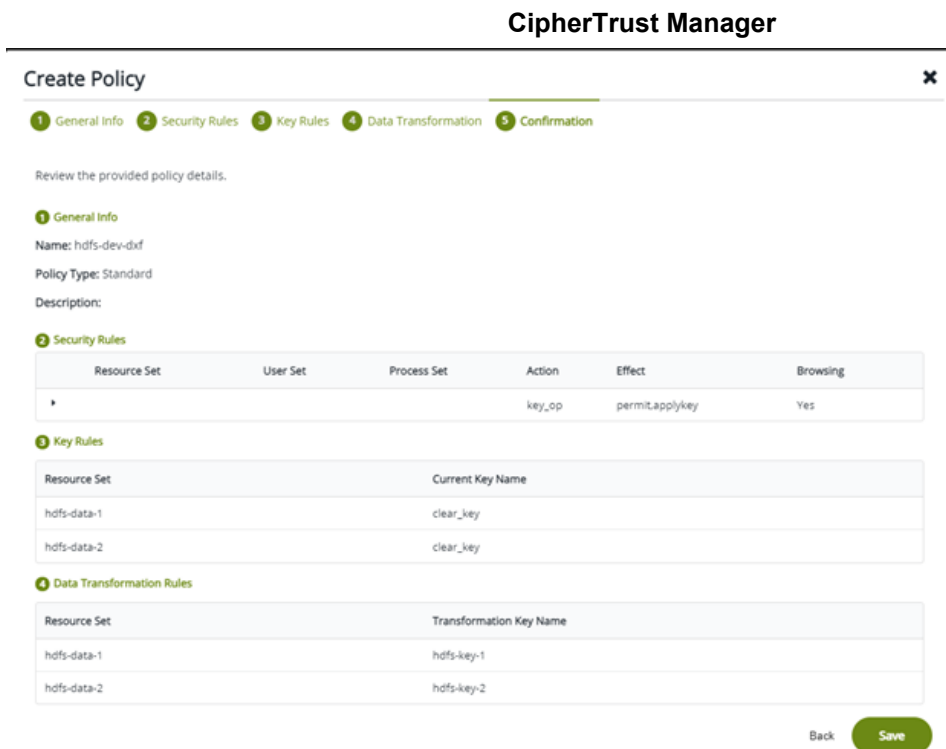 CipherTrust Manager
Create Policy
1 General Info 2 Security Rules 3 Key Rules 4 Data Transformation 5 Confirmation
Review the provided policy details.
1 General Info
Name: hdfs-dev-dxf
Policy Type: Standard
Description:
2 Security Rules
Resource Set User Set Process Set Action Effect Browsing
key_op permit,applykey Yes
3 Key Rules
Resource Set Current Key Name
hdfs-data-1 clear_key
hdfs-data-2 clear_key
4 Data Transformation Rules
Resource Set Transformation Key Name
hdfs-data-1 hdfs-key-1
hdfs-data-2 hdfs-key-2
Back Save